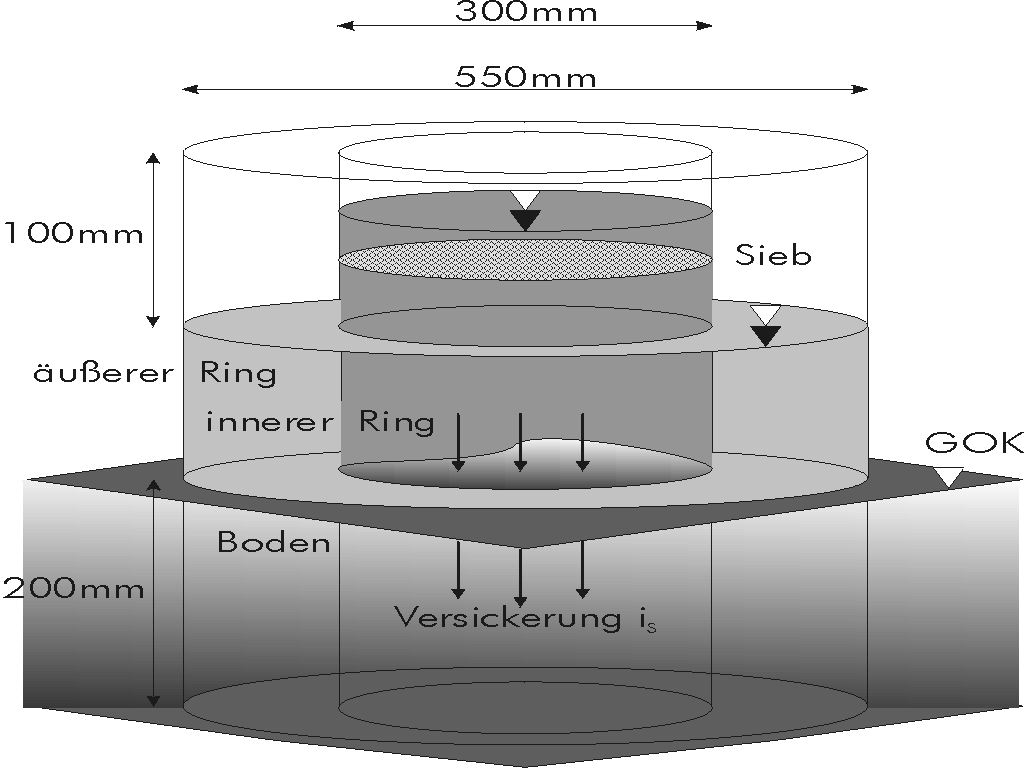 300mm
550mm
100mm
Sieb
äußerer Ring
innerer Ring
GOK
Boden
200mm
Versickerung iₛ